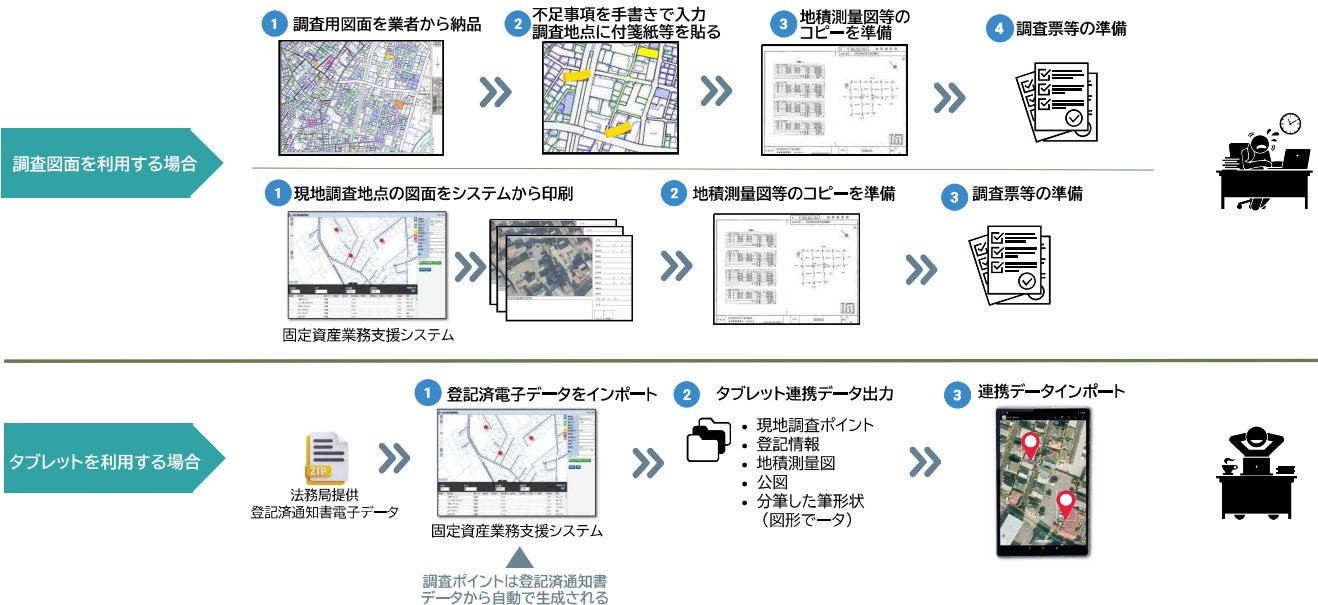 調査図面を利用する場合
1 調査用図面を業者から納品
2 不足事項を手書きで入力
調査地点に付箋紙等を貼る
3 地積測量図等の
コピーを準備
4 調査票等の準備
1 現地調査地点の図面をシステムから印刷
固定資産業務支援システム
2 地積測量図等のコピーを準備
3 調査票等の準備
タブレットを利用する場合
ZIP
法務局提供
登記済通知書電子データ
1 登記済電子データをインポート
固定資産業務支援システム
調査ポイントは登記済通知書
データから自動で生成される
2 タブレット連携データ出力
• 現地調査ポイント
• 登記情報
• 地積測量図
• 公図
• 分筆した筆形状
（図形でータ）
3 連携データインポート